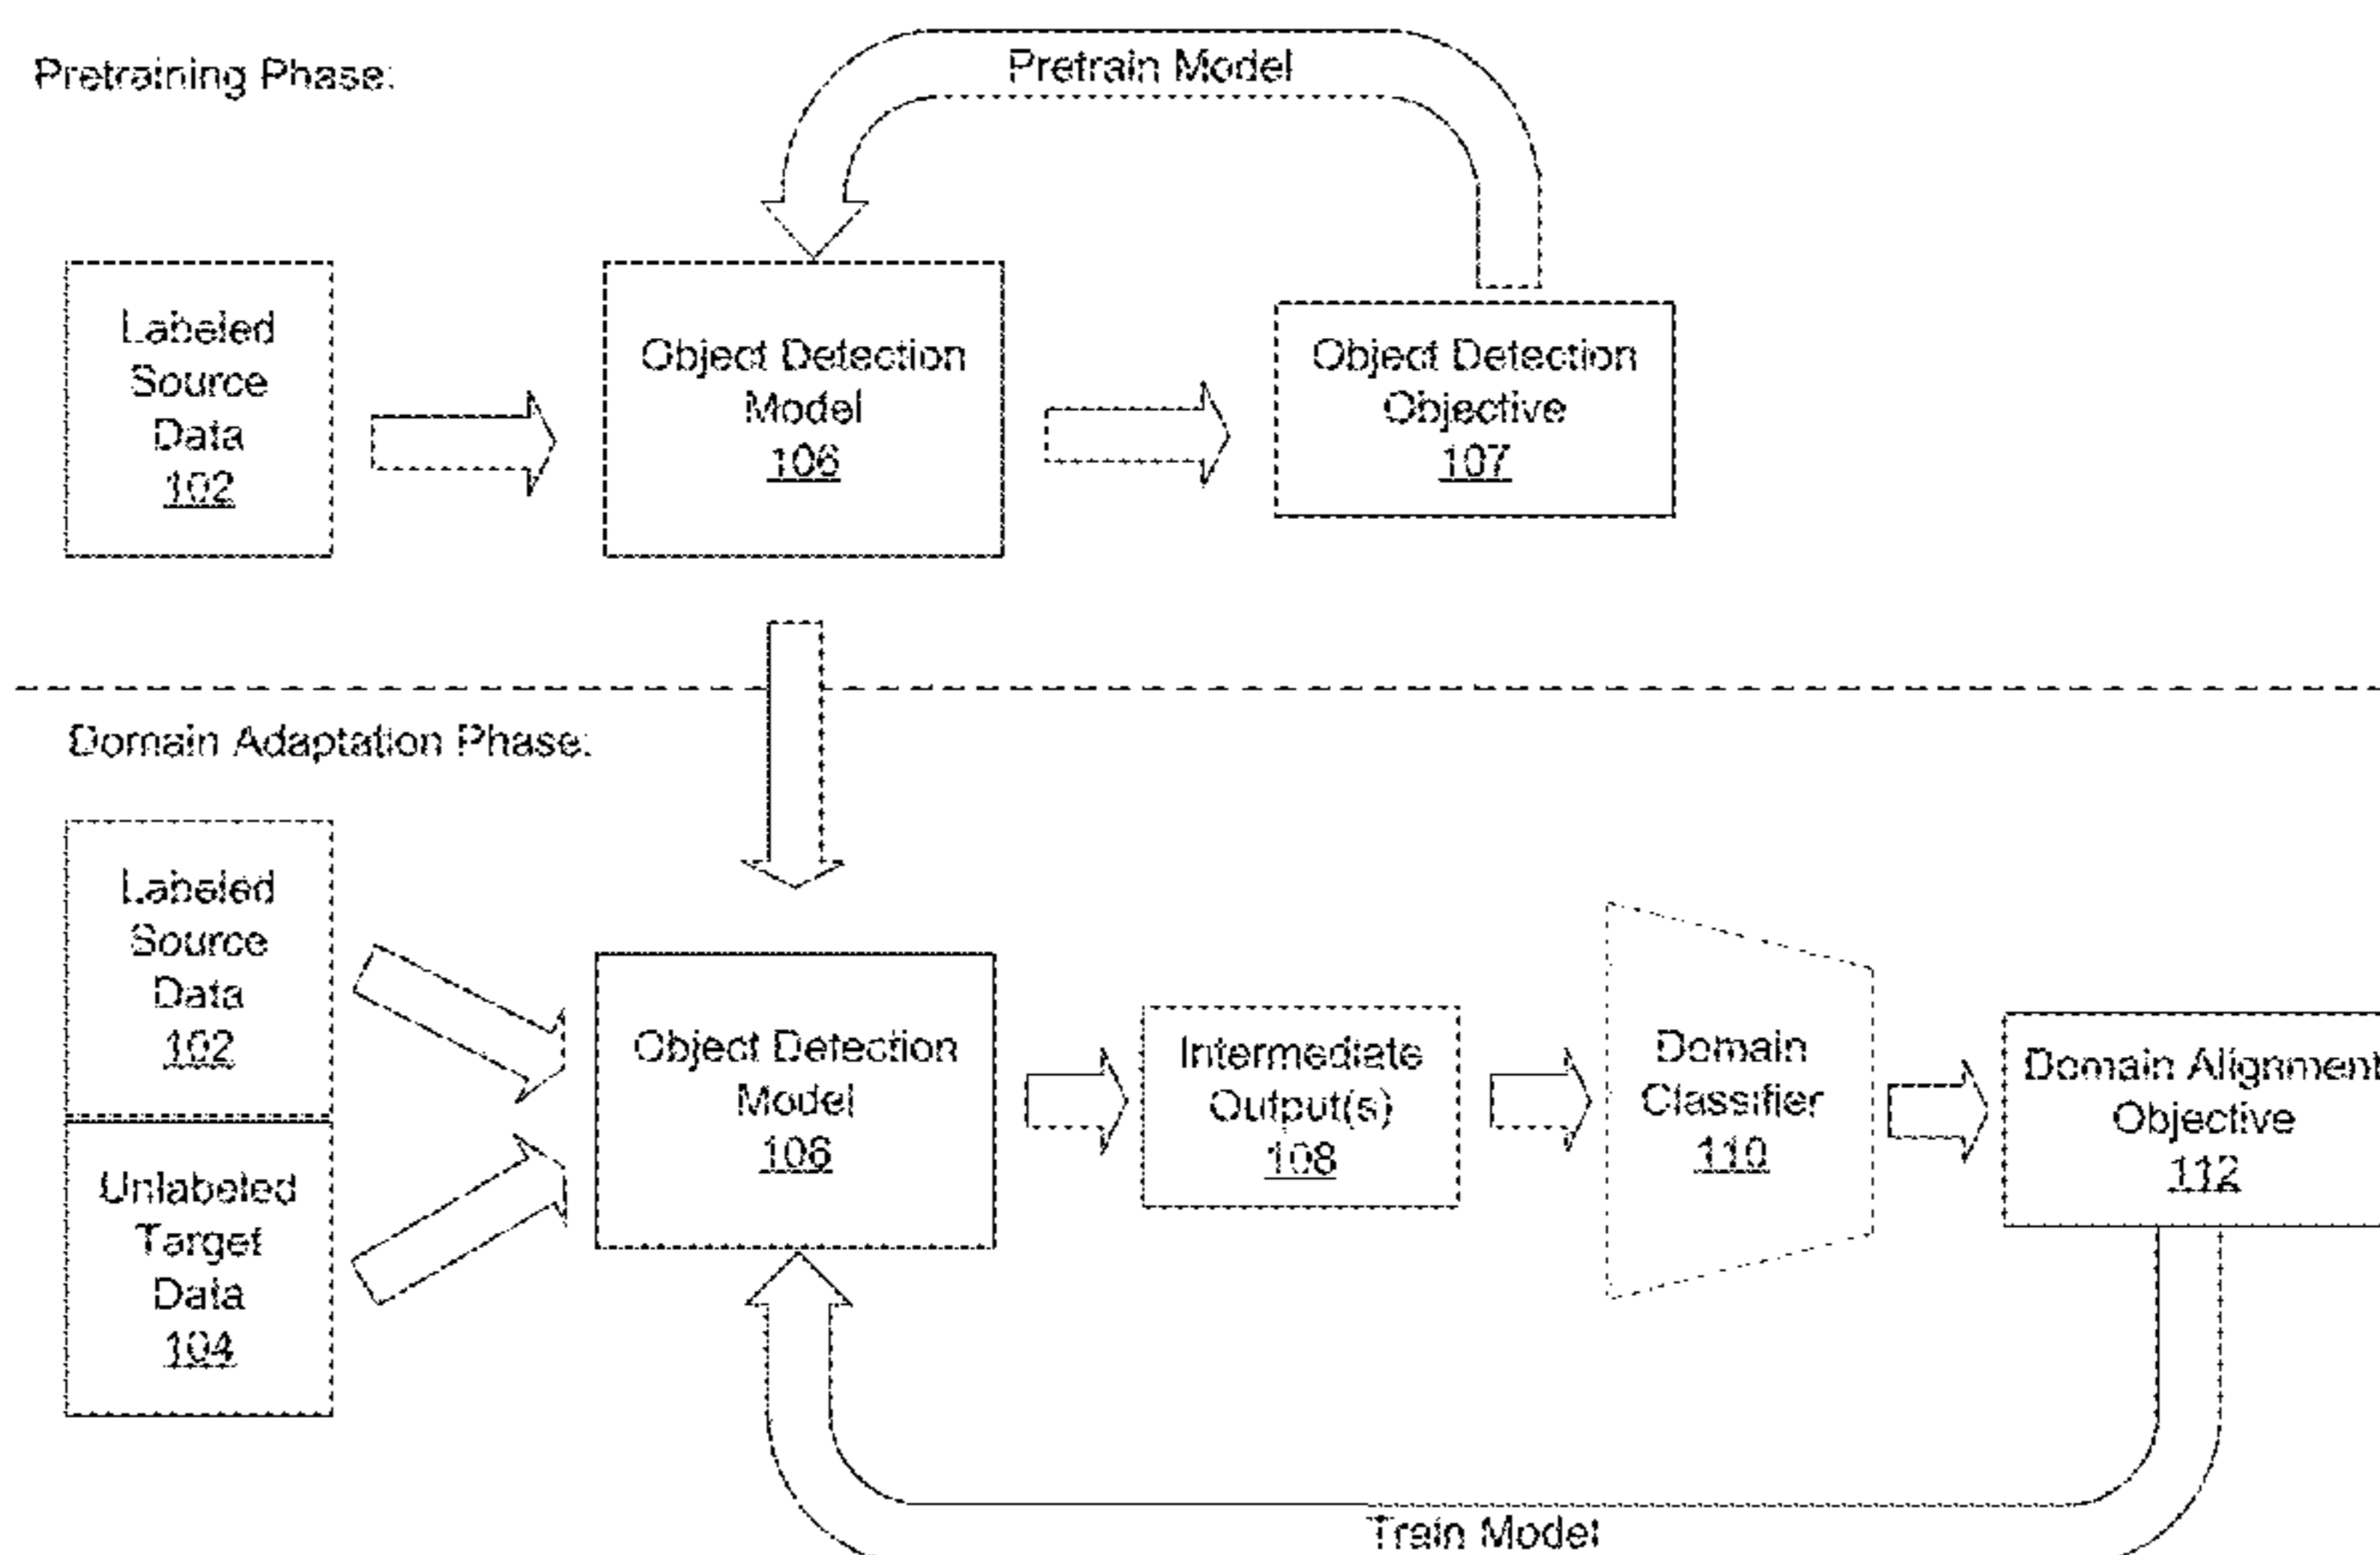 Pretraining Phase:
Pretrain Model
Labeled
Source
Data
102
Object Detection
Model
106
Object Detection
Objective
107
Domain Adaptation Phase:
Labeled
Source
Data
102
Unlabeled
Target
Data
104
Object Detection
Model
106
Intermediate
Output(s)
108
Domain
Classifier
110
Domain Alignment
Objective
112
Train Model